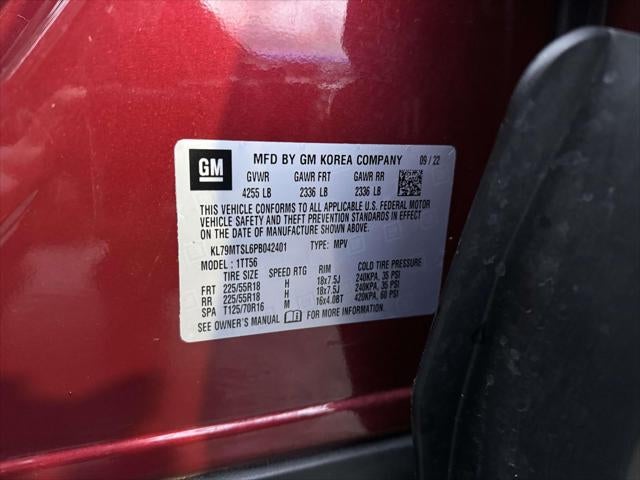 GM MFD BY GM KOREA COMPANY 09 / 22
GVWR GAWR FRT GAWR RR
4255 LB 2336 LB 2336 LB
THIS VEHICLE CONFORMS TO ALL APPLICABLE U.S. FEDERAL MOTOR
VEHICLE SAFETY AND THEFT PREVENTION STANDARDS IN EFFECT ON
THE DATE OF MANUFACTURE SHOWN ABOVE.
KL79MTSL6PB042401 TYPE: MPV
MODEL : 1TT56
TIRE SIZE SPEED RTG RIM COLD TIRE PRESSURE
FRT 225/55R18 H 18x7.5J 240KPA, 35 PSI
RR 225/55R18 H 18x7.5J 240KPA, 35 PSI
SPA T125/70R16 M 16x4.0BT 420KPA, 60 PSI
SEE OWNER'S MANUAL FOR MORE INFORMATION.